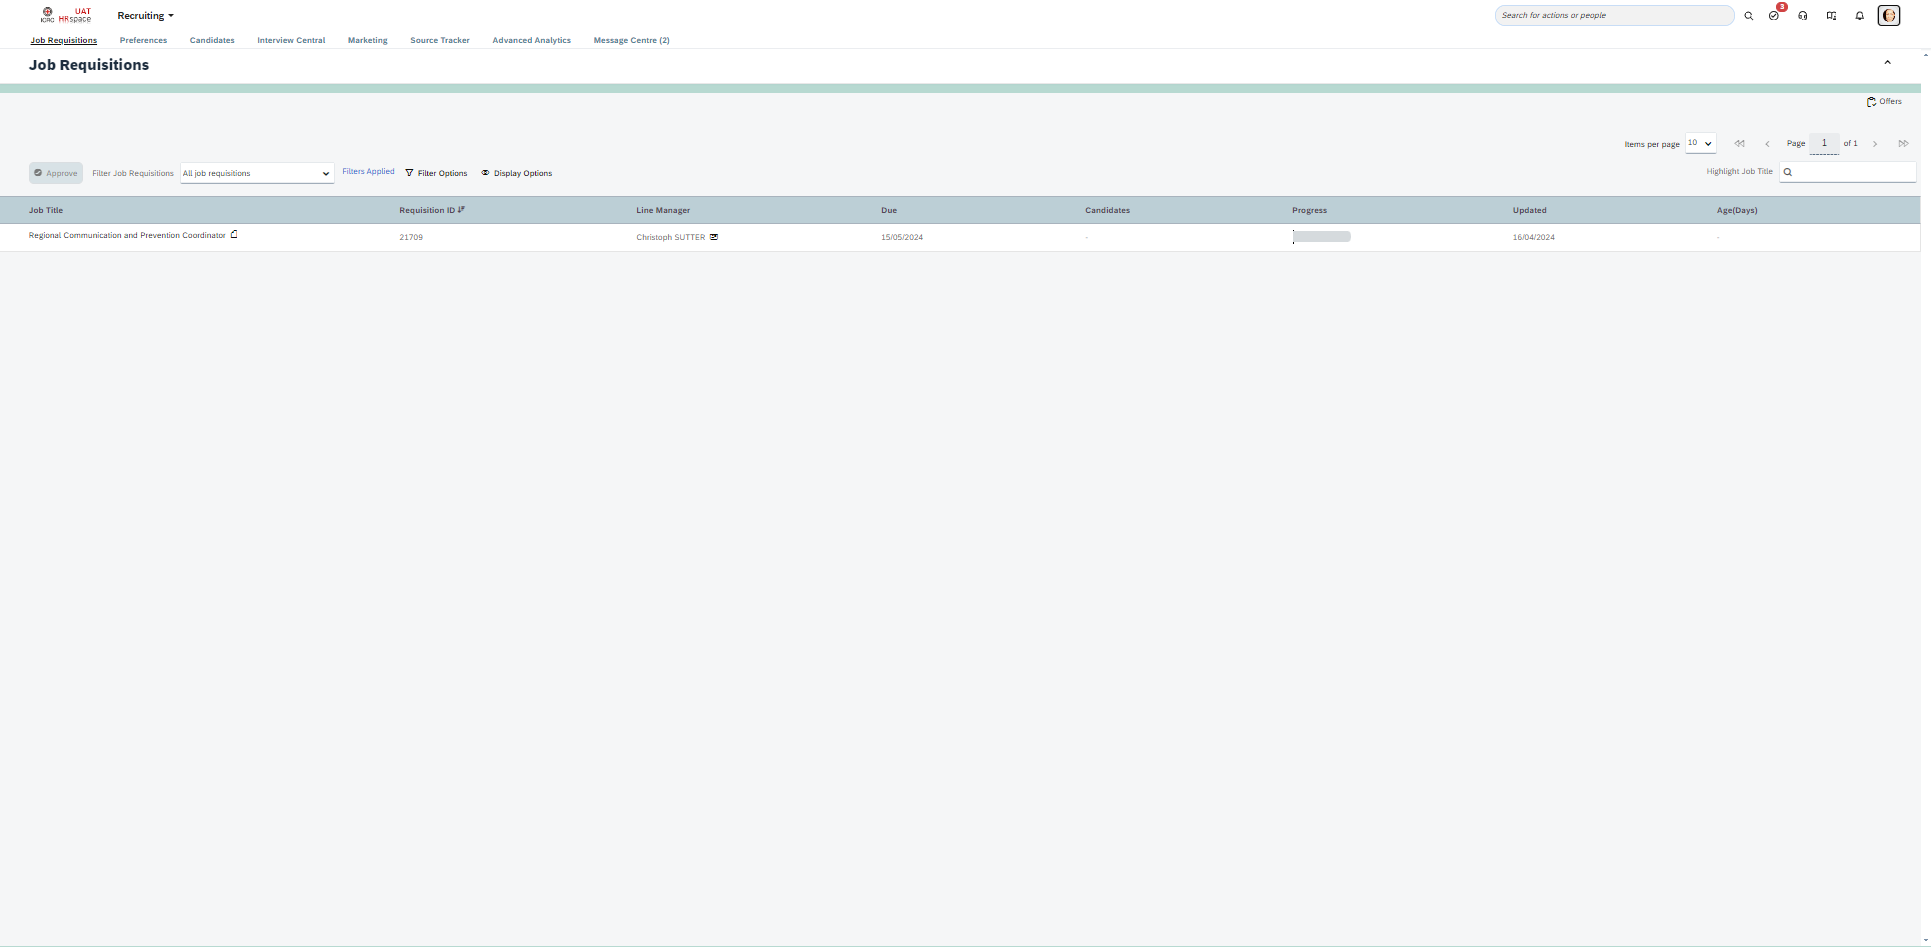 ICRC UAT HRspace Recruiting Search for actions or people 3
Job Requisitions Preferences Candidates Interview Central Marketing Source Tracker Advanced Analytics Message Centre (2)
Job Requisitions
Offers
Items per page 10 Page 1 of 1
Approve Filter Job Requisitions All job requisitions Filters Applied Filter Options Display Options Highlight Job Title
Job Title Requisition ID Line Manager Due Candidates Progress Updated Age(Days)
Regional Communication and Prevention Coordinator 21709 Christoph SUTTER 15/05/2024 - 16/04/2024 -